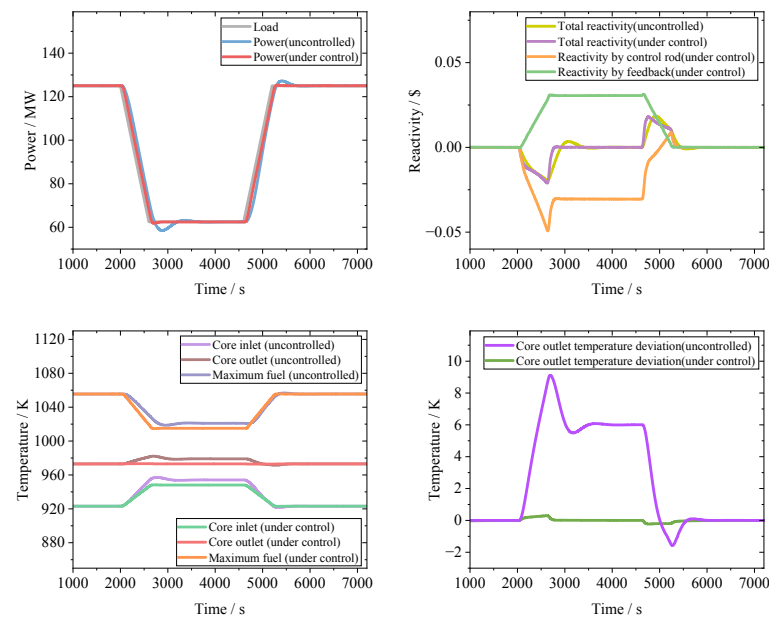 Load
Power(uncontrolled)
Power(under control)
140
120
100
80
60
Power / MW
1000 2000 3000 4000 5000 6000 7000
Time / s
Total reactivity(uncontrolled)
Total reactivity(under control)
Reactivity by control rod(under control)
Reactivity by feedback(under control)
0.05
0.00
−0.05
Reactivity / $
1000 2000 3000 4000 5000 6000 7000
Time / s
Core inlet (uncontrolled)
Core outlet (uncontrolled)
Maximum fuel (uncontrolled)
1120
1080
1040
1000
960
920
880
Temperature / K
Core inlet (under control)
Core outlet (under control)
Maximum fuel (under control)
1000 2000 3000 4000 5000 6000 7000
Time / s
Core outlet temperature deviation(uncontrolled)
Core outlet temperature deviation(under control)
10
8
6
4
2
0
−2
Temperature / K
1000 2000 3000 4000 5000 6000 7000
Time / s